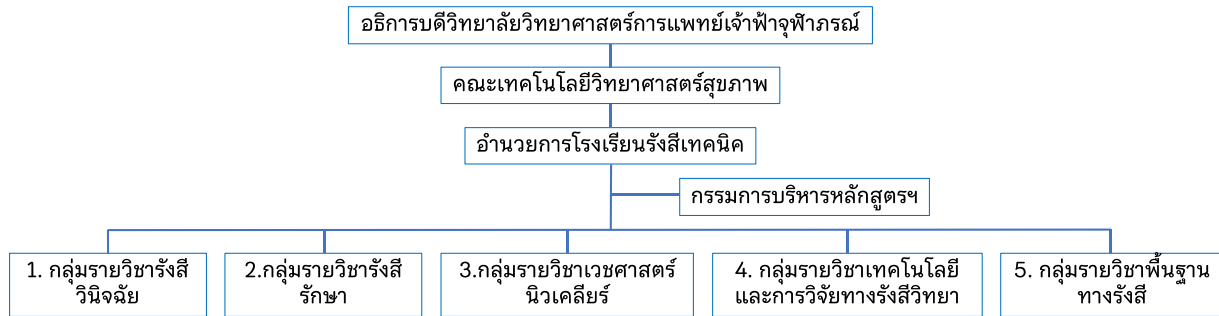 อธิการบดีวิทยาลัยวิทยาศาสตร์การแพทย์เจ้าฟ้าจุฬาภรณ์
คณะเทคโนโลยีวิทยาศาสตร์สุขภาพ
อำนวยการโรงเรียนรังสีเทคนิค
กรรมการบริหารหลักสูตรฯ
1. กลุ่มรายวิชารังสี
วินิจฉัย
2.กลุ่มรายวิชารังสี
รักษา
3.กลุ่มรายวิชาเวชศาสตร์
นิวเคลียร์
4. กลุ่มรายวิชาเทคโนโลยี
และการวิจัยทางรังสีวิทยา
5. กลุ่มรายวิชาพื้นฐาน
ทางรังสี